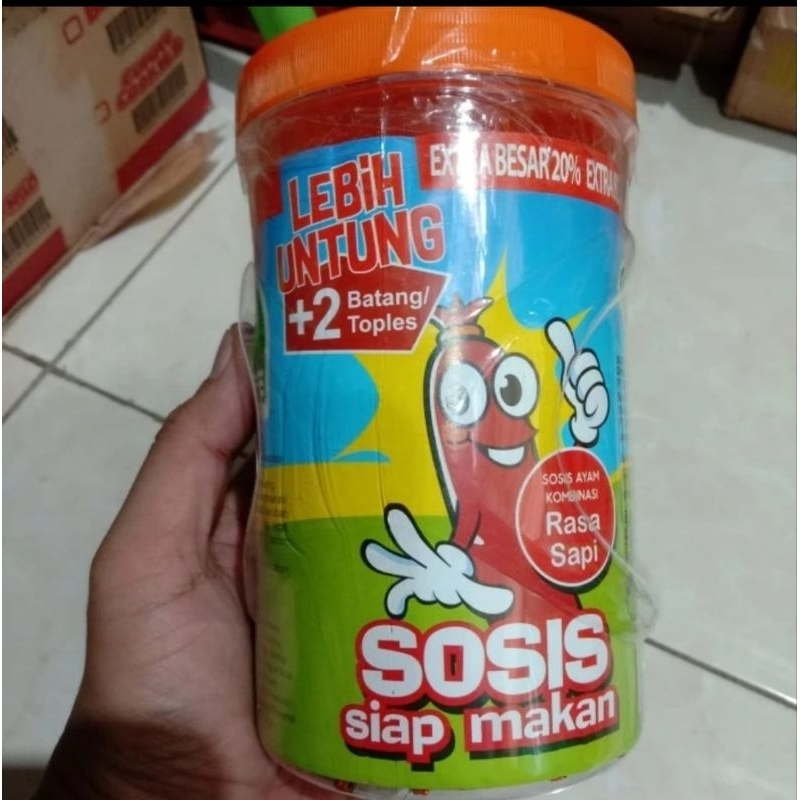 EXTRA BESAR 20% EXTRA
LEBiH
UNTUNG
+2 Batang/
Toples
SOSIS AYAM
KOMBINASI
Rasa
Sapi
SOSIS
siap makan